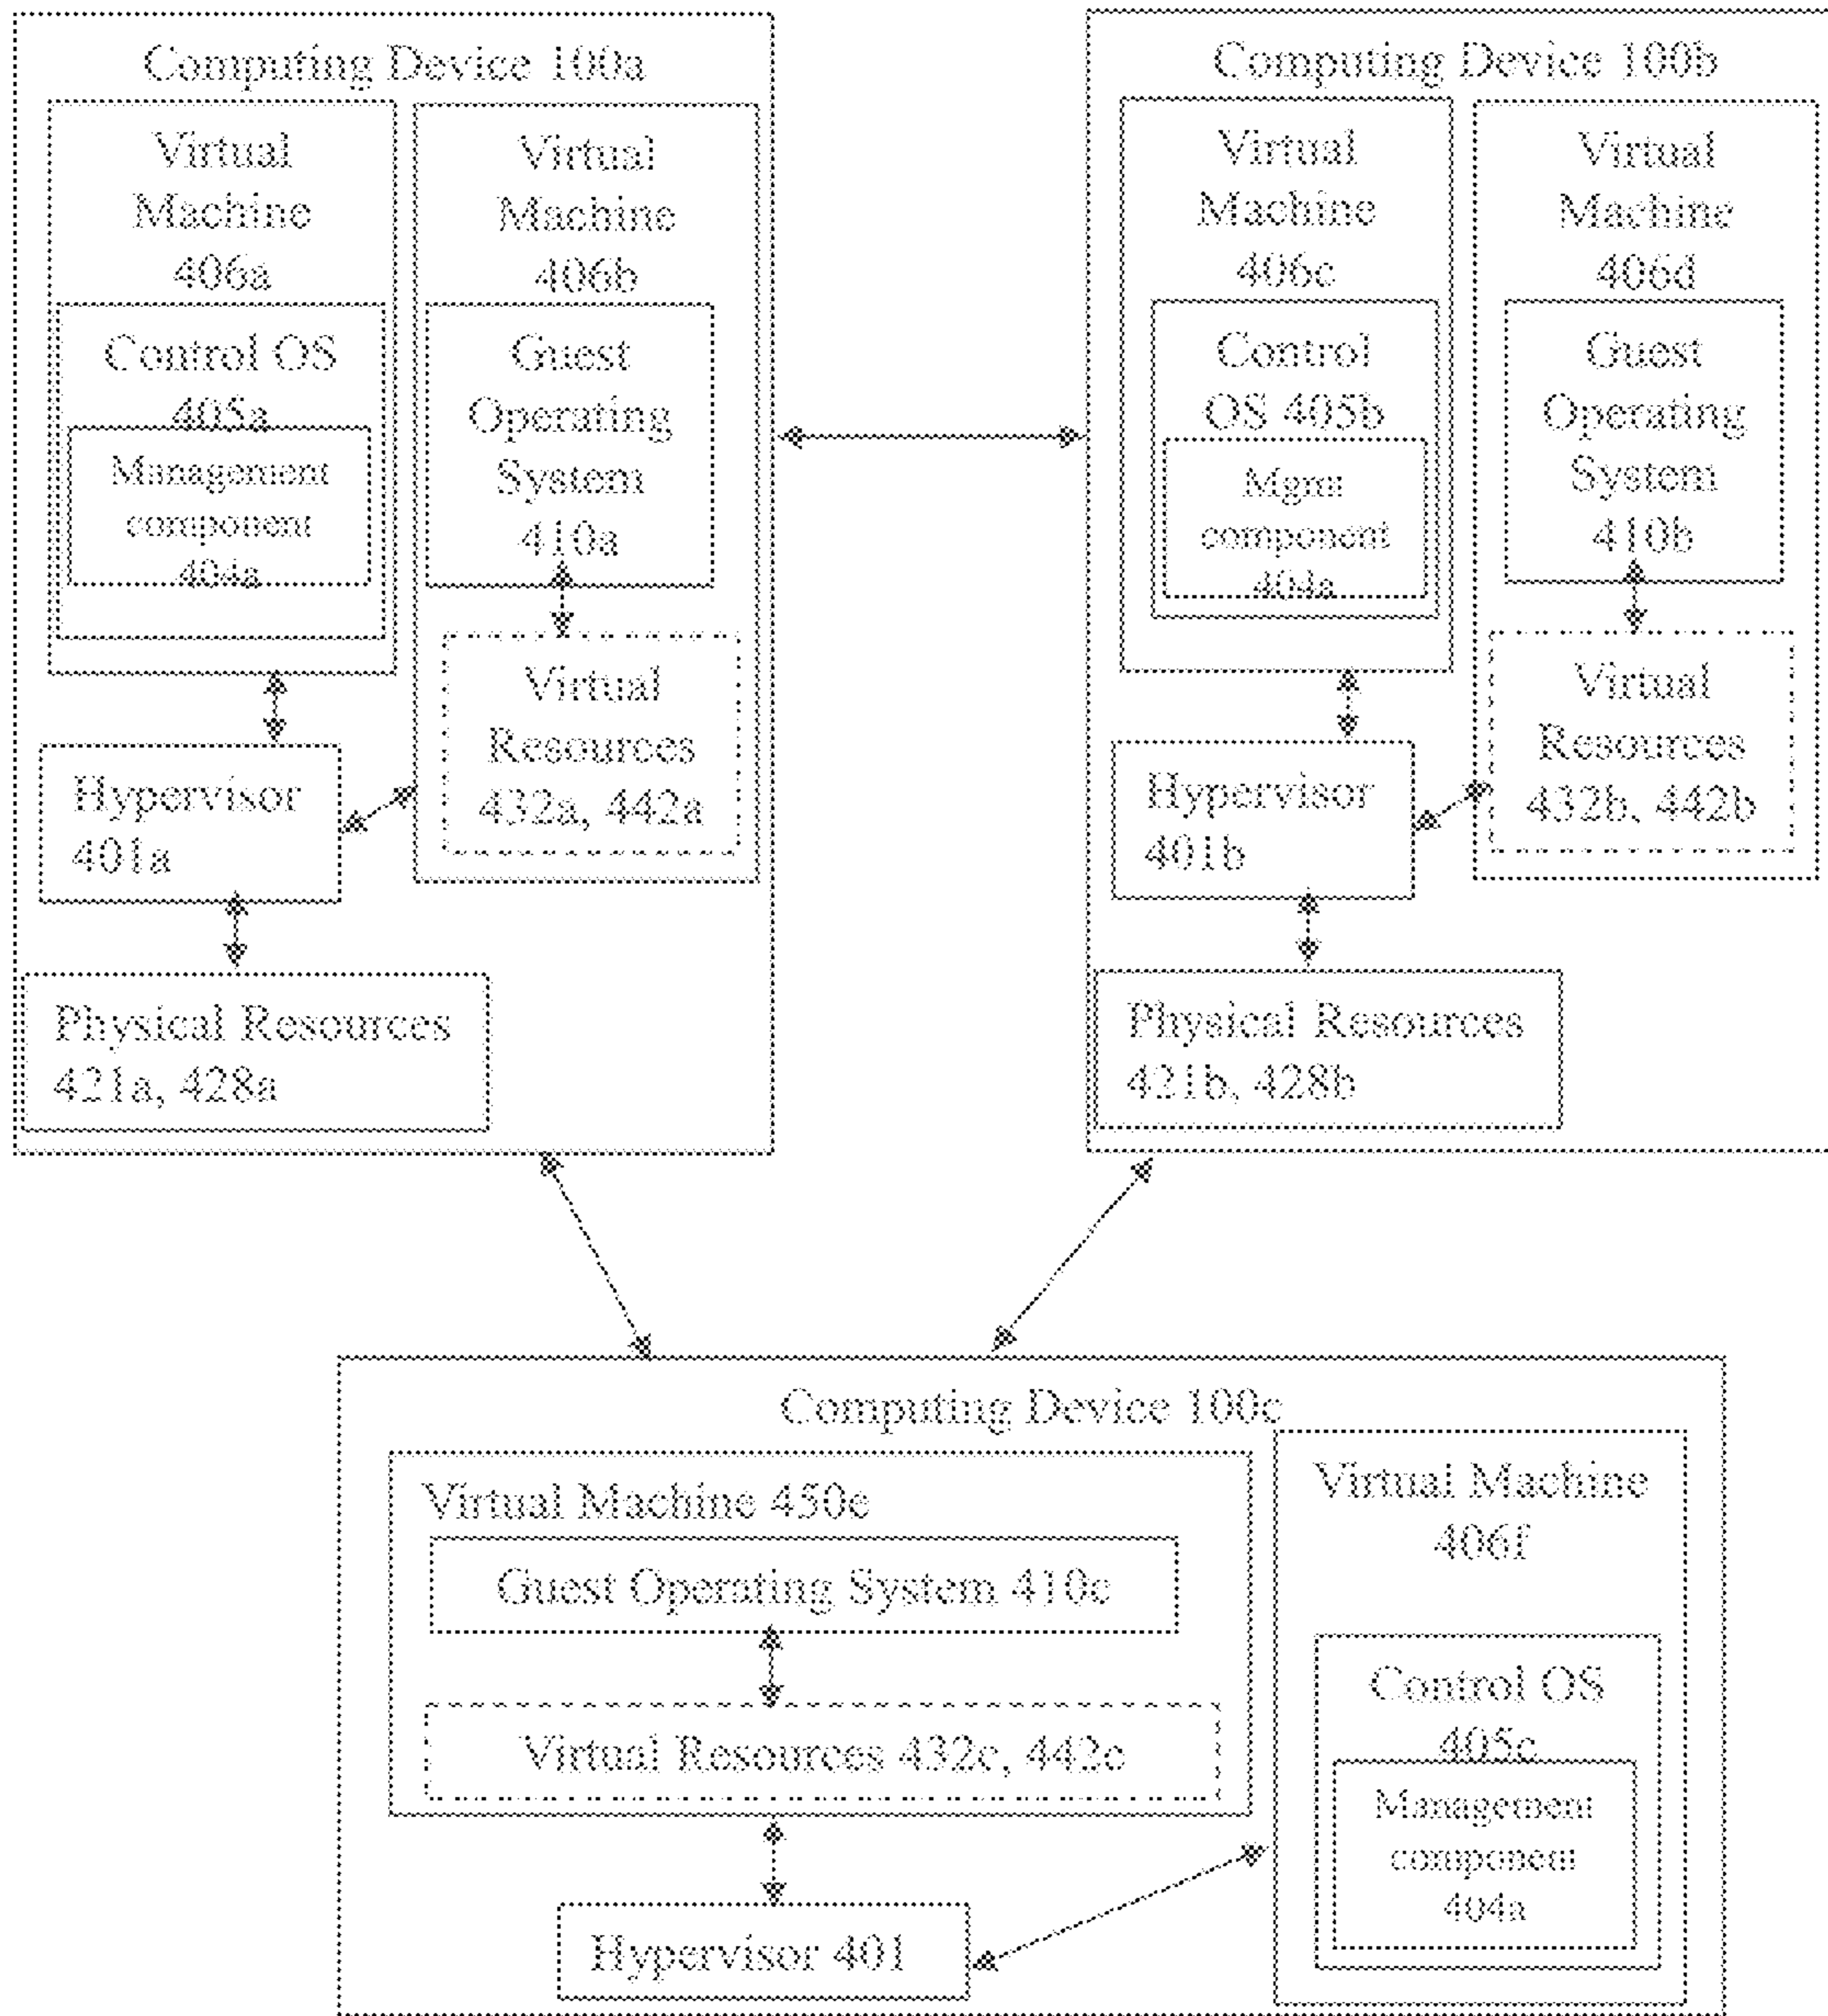 Computing Device 100a
Virtual
Machine
406a
Control OS
405a
Management
component
404a
Virtual
Machine
406b
Guest
Operating
System
410a
Virtual
Resources
432a, 442a
Hypervisor
401a
Physical Resources
421a, 428a
Computing Device 100b
Virtual
Machine
406c
Control
OS 405b
Mgmt
component
404a
Virtual
Machine
406d
Guest
Operating
System
410b
Virtual
Resources
432b, 442b
Hypervisor
401b
Physical Resources
421b, 428b
Computing Device 100c
Virtual Machine 450e
Guest Operating System 410c
Virtual Resources 432c, 442c
Hypervisor 401
Virtual Machine
406f
Control OS
405c
Management
component
404a